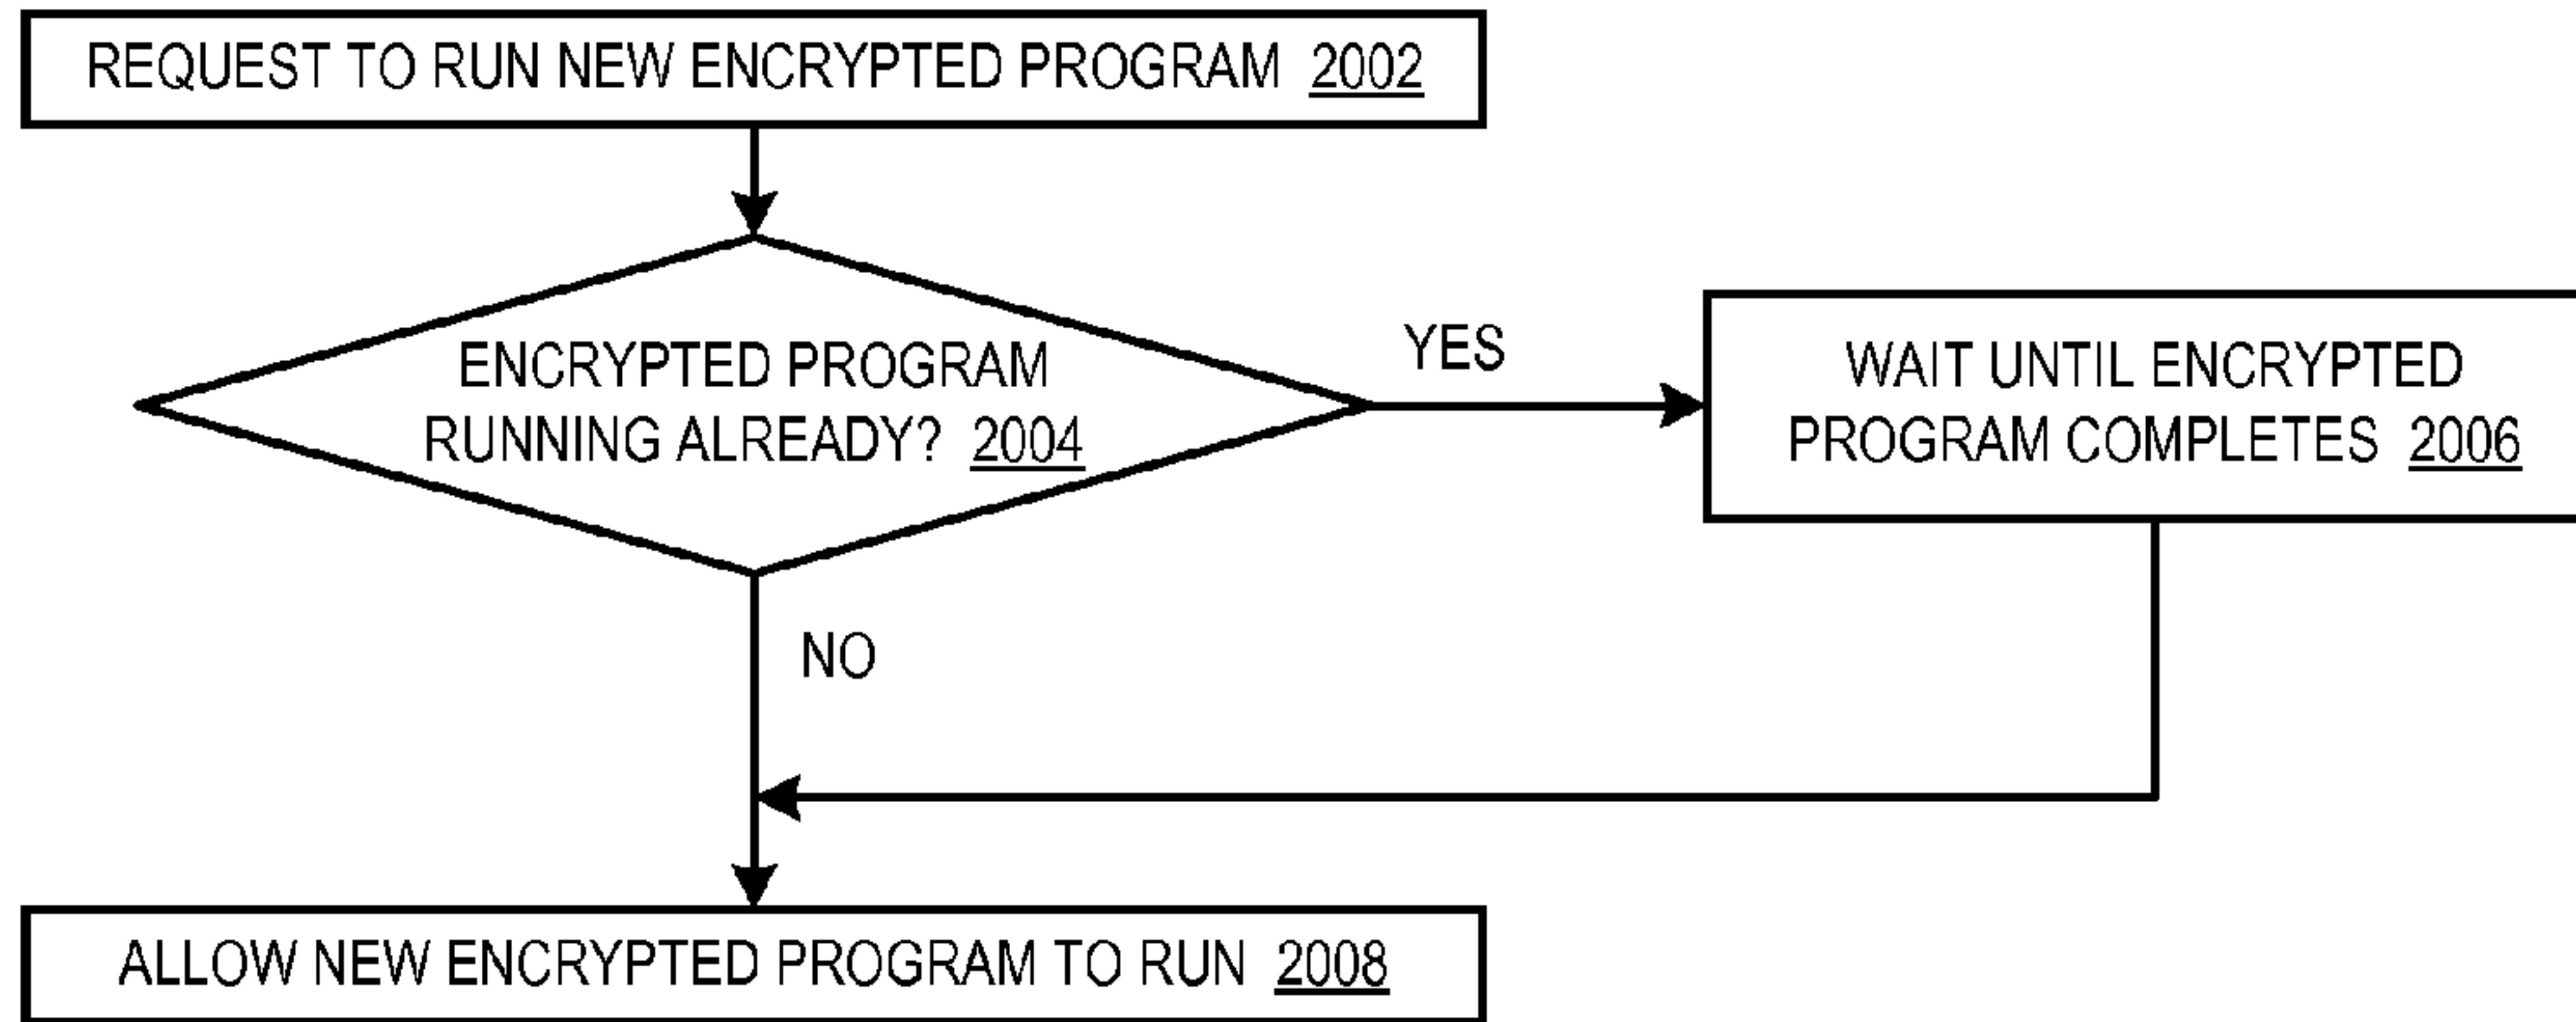 REQUEST TO RUN NEW ENCRYPTED PROGRAM 2002
ENCRYPTED PROGRAM
RUNNING ALREADY? 2004
YES
WAIT UNTIL ENCRYPTED
PROGRAM COMPLETES 2006
NO
ALLOW NEW ENCRYPTED PROGRAM TO RUN 2008